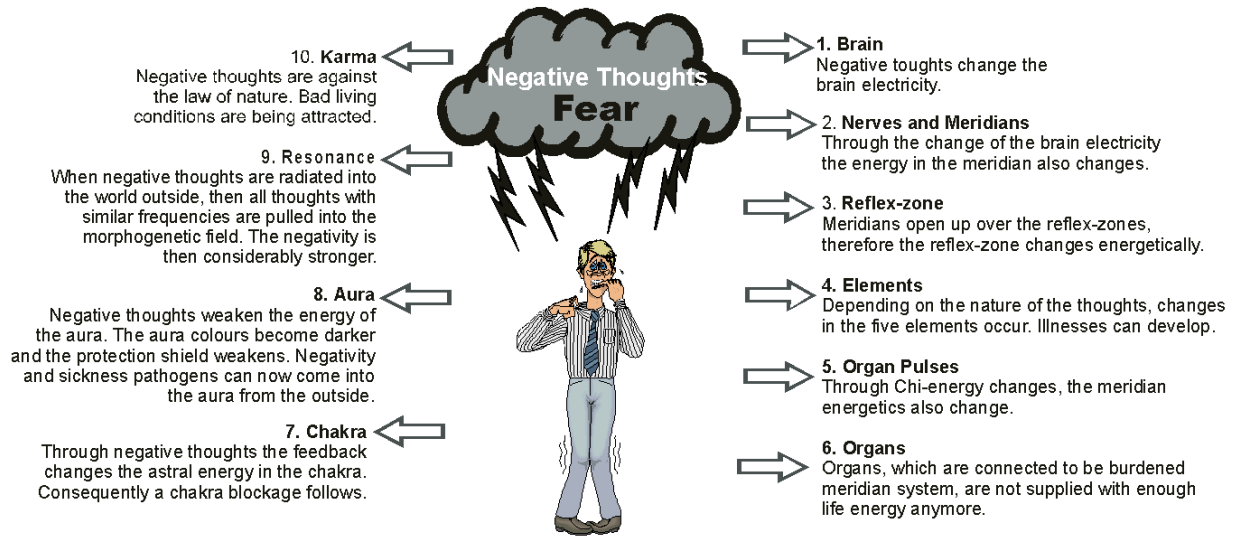 Negative Thoughts
Fear
1. Brain
Negative toughts change the
brain electricity.
2. Nerves and Meridians
Through the change of the brain electricity
the energy in the meridian also changes.
3. Reflex-zone
Meridians open up over the reflex-zones,
therefore the reflex-zone changes energetically.
4. Elements
Depending on the nature of the thoughts, changes
in the five elements occur. Illnesses can develop.
5. Organ Pulses
Through Chi-energy changes, the meridian
energetics also change.
6. Organs
Organs, which are connected to be burdened
meridian system, are not supplied with enough
life energy anymore.
7. Chakra
Through negative thoughts the feedback
changes the astral energy in the chakra.
Consequently a chakra blockage follows.
8. Aura
Negative thoughts weaken the energy of
the aura. The aura colours become darker
and the protection shield weakens. Negativity
and sickness pathogens can now come into
the aura from the outside.
9. Resonance
When negative thoughts are radiated into
the world outside, then all thoughts with
similar frequencies are pulled into the
morphogenetic field. The negativity is
then considerably stronger.
10. Karma
Negative thoughts are against
the law of nature. Bad living
conditions are being attracted.